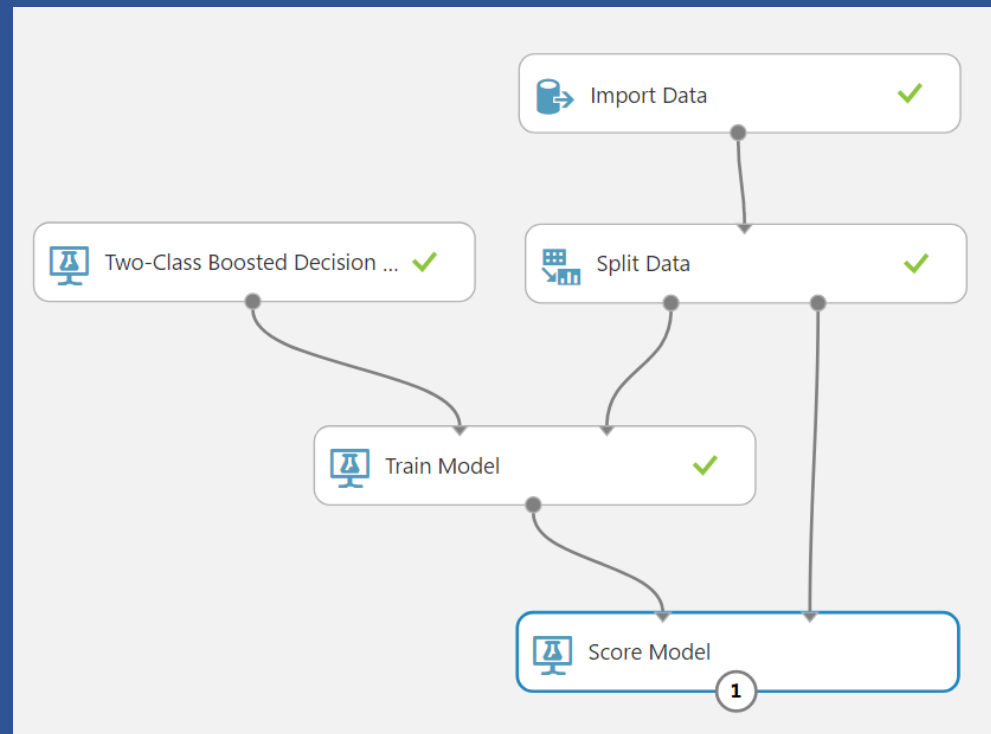 Import Data
Two-Class Boosted Decision ...
Split Data
Train Model
Score Model
1